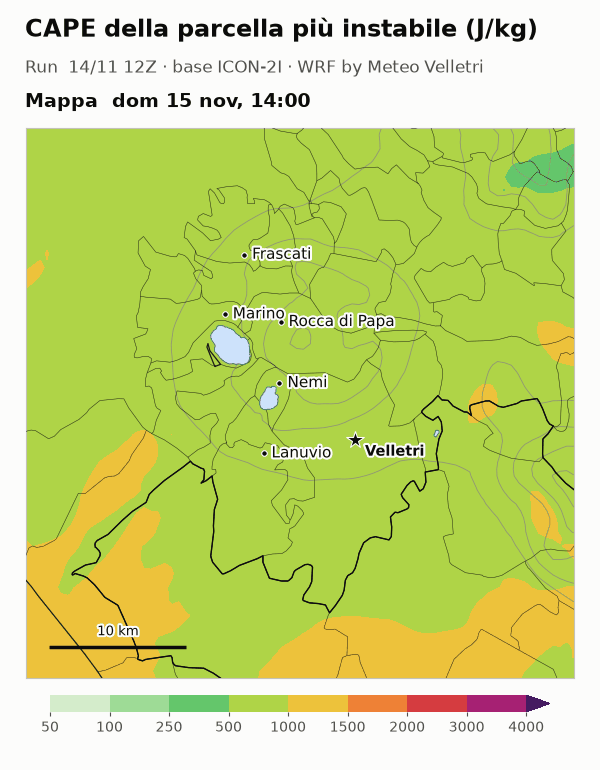 CAPE della parcella più instabile (J/kg)
Run  14/11 12Z · base ICON-2I · WRF by Meteo Velletri
Mappa  dom 15 nov, 14:00
Frascati
Marino
Rocca di Papa
Nemi
Velletri
Lanuvio
10 km
50 100 250 500 1000 1500 2000 3000 4000